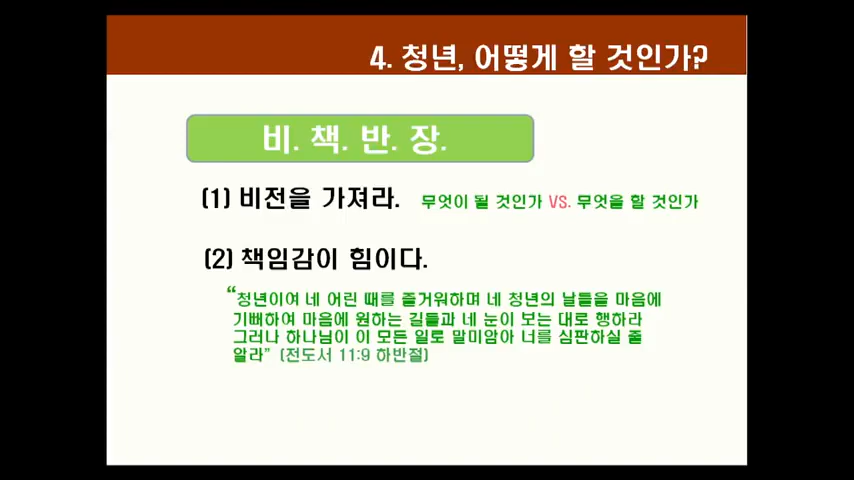 4. 청년, 어떻게 할 것인가?
비. 책. 반. 장.
(1) 비전을 가져라. 무엇이 될 것인가 VS. 무엇을 할 것인가
(2) 책임감이 힘이다.
“청년이여 네 어린 때를 즐거워하며 네 청년의 날들을 마음에
기뻐하여 마음에 원하는 길들과 네 눈이 보는 대로 행하라
그러나 하나님이 이 모든 일로 말미암아 너를 심판하실 줄
알라” (전도서 11:9 하반절)